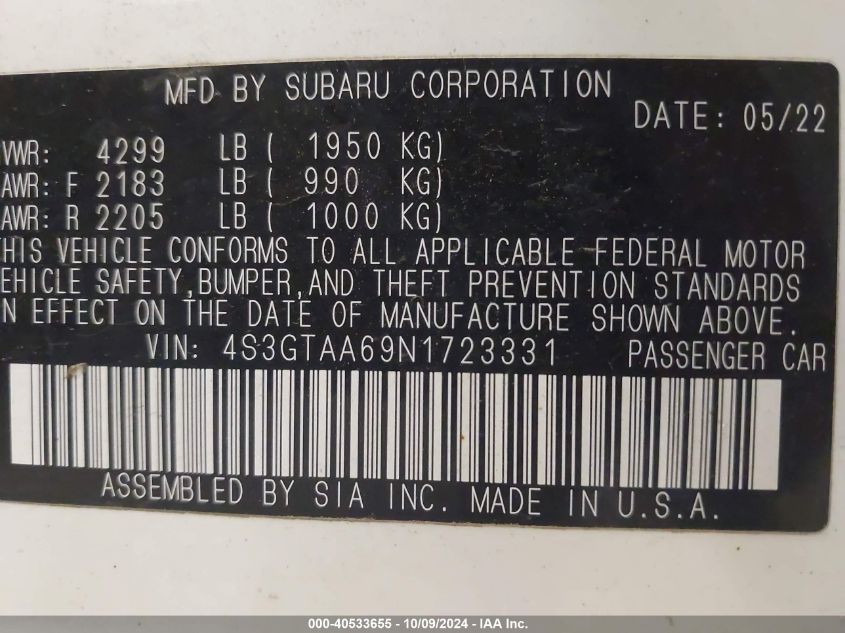 MFD BY SUBARU CORPORATION
DATE: 05/22
VWR: 4299 LB ( 1950 KG)
AWR: F 2183 LB ( 990 KG)
AWR: R 2205 LB ( 1000 KG)
HIS VEHICLE CONFORMS TO ALL APPLICABLE FEDERAL MOTOR
EHICLE SAFETY,BUMPER,AND THEFT PREVENTION STANDARDS
N EFFECT ON THE DATE OF MANUFACTURE SHOWN ABOVE.
VIN: 4S3GTAA69N1723331 PASSENGER CAR
ASSEMBLED BY SIA INC. MADE IN U.S.A.
000-40533655 - 10/09/2024 - IAA Inc.